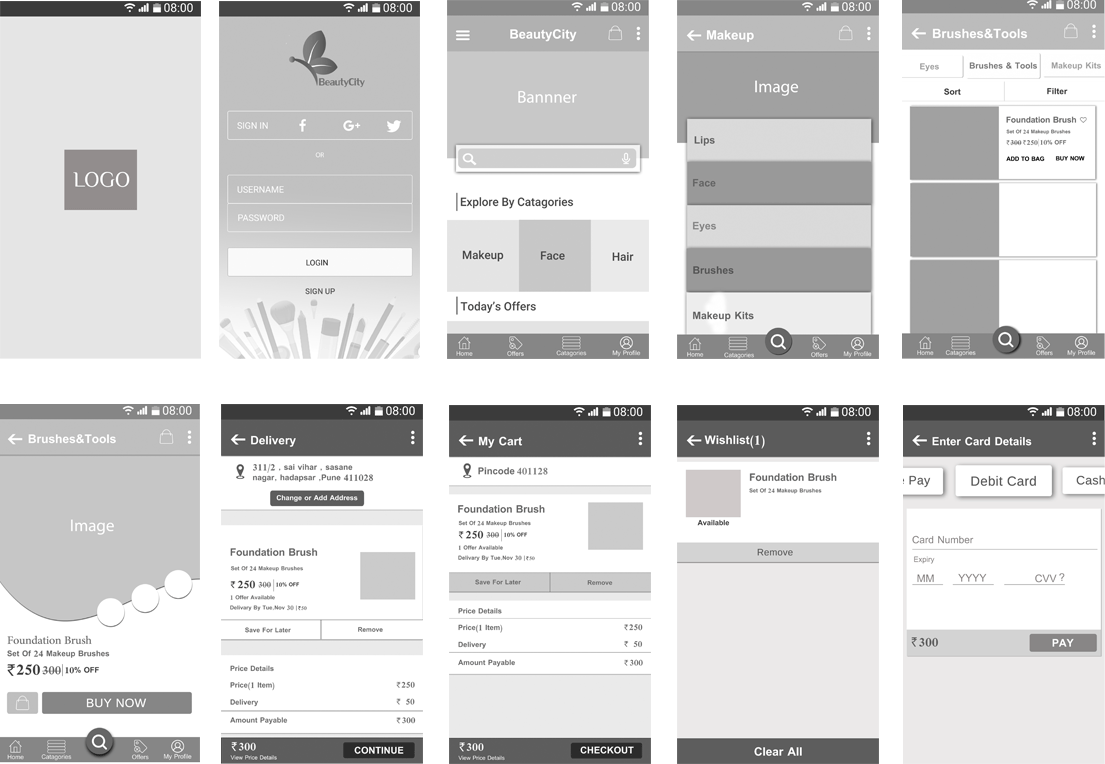 08:00
LOGO
08:00
BeautyCity
SIGN IN
G+
OR
USERNAME
PASSWORD
LOGIN
SIGN UP
08:00
BeautyCity
Bannner
Explore By Catagories
Makeup Face Hair
Today's Offers
Home Offers Catagories My Profile
08:00
Makeup
Image
Lips
Face
Eyes
Brushes
Makeup Kits
Home Catagories Offers My Profile
08:00
Brushes&Tools
Eyes Brushes & Tools Makeup Kits
Sort Filter
Foundation Brush
Set Of 24 Makeup Brushes
₹300 ₹250|10% OFF
ADD TO BAG BUY NOW
Home Catagories Offers My Profile
08:00
Brushes&Tools
Image
Foundation Brush
Set Of 24 Makeup Brushes
₹250 300|10% OFF
BUY NOW
Home Catagories Offers My Profile
08:00
Delivery
311/2 , sai vihar , sasane
nagar, hadapsar ,Pune 411028
Change or Add Address
Foundation Brush
Set Of 24 Makeup Brushes
₹250 300|10% OFF
1 Offer Available
Delivery By Tue,Nov 30 |₹50
Save For Later Remove
Price Details
Price(1 Item) ₹250
Delivery ₹ 50
Amount Payable ₹300
₹300
View Price Details
CONTINUE
08:00
My Cart
Pincode 401128
Foundation Brush
Set Of 24 Makeup Brushes
₹250 300|10% OFF
1 Offer Available
Delivery By Tue,Nov 30 |₹50
Save For Later Remove
Price Details
Price(1 Item) ₹250
Delivery ₹ 50
Amount Payable ₹300
₹300
View Price Details
CHECKOUT
08:00
Wishlist(1)
Foundation Brush
Set Of 24 Makeup Brushes
Available
Remove
Clear All
08:00
Enter Card Details
e Pay Debit Card Cash
Card Number
Expiry
MM YYYY CVV ?
₹300 PAY